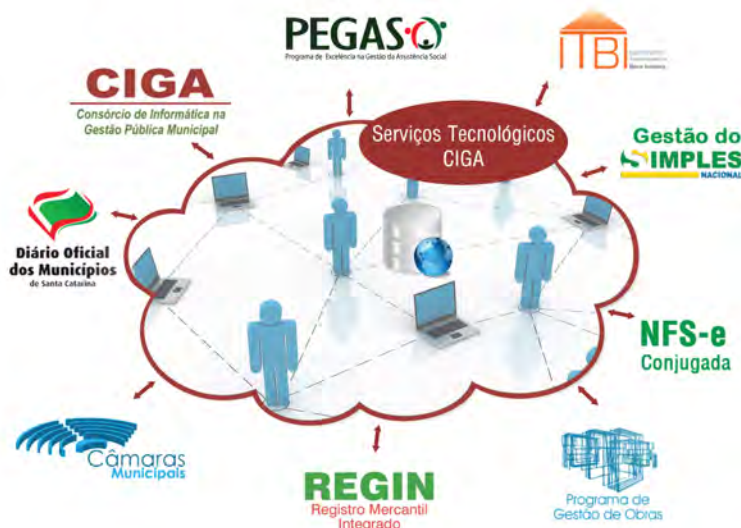 PEGASO
Programa de Excelência na Gestão da Assistência Social
ITBI
CIGA
Consórcio de Informática na
Gestão Pública Municipal
Serviços Tecnológicos
CIGA
Gestão do
SIMPLES
NACIONAL
Diário Oficial
dos Municípios
de Santa Catarina
NFS-e
Conjugada
Câmaras
Municipais
REGIN
Registro Mercantil
Integrado
Programa de
Gestão de Obras